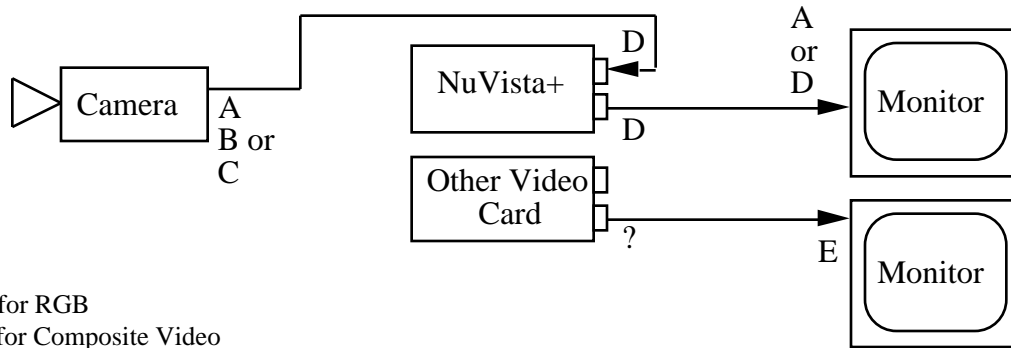 A
or
D
D
NuVista+
Monitor
Camera
A
B or
C
D
Other Video
Card
?
E
Monitor
for RGB
for Composite Video